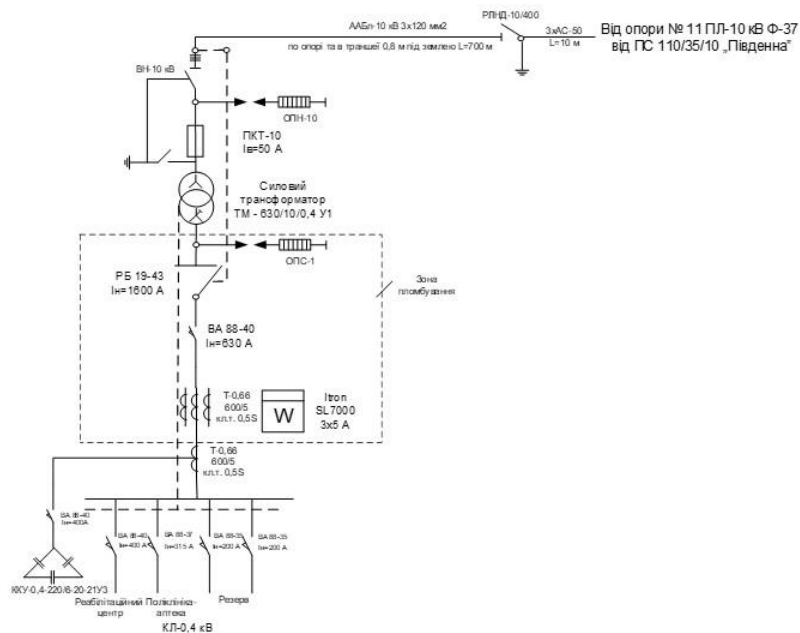 ААБл-10 кВ 3х120 мм2
по опорі та в траншеї 0,8 м під землею L=700 м
РЛНД-10/400
3хАС-50
L=10 м
Від опори № 11 ПЛ-10 кВ Ф-37
від ПС 110/35/10 „Південна"
ВН-10 кВ
ОПН-10
ПКТ-10
Iв=50 А
Силовий
трансформатор
ТМ - 630/10/0,4 У1
ОПС-1
РБ 19-43
Iн=1600 А
Зона
пломбування
ВА 88-40
Iн=630 А
Т-0,66
600/5
кл.т. 0,5S
W
Itron
SL7000
3х5 А
Т-0,66
600/5
кл.т. 0,5S
ВА 88-40
Iн=400А
ВА 88-40
Iн=400 А
ВА 88-37
Iн=315 А
ВА 88-35
Iн=200 А
ВА 88-35
Iн=200 А
ККУ-0,4-220/6-20-21У3
Реабілітаційний
центр
Поліклініка-
аптека
Резерв
КЛ-0,4 кВ